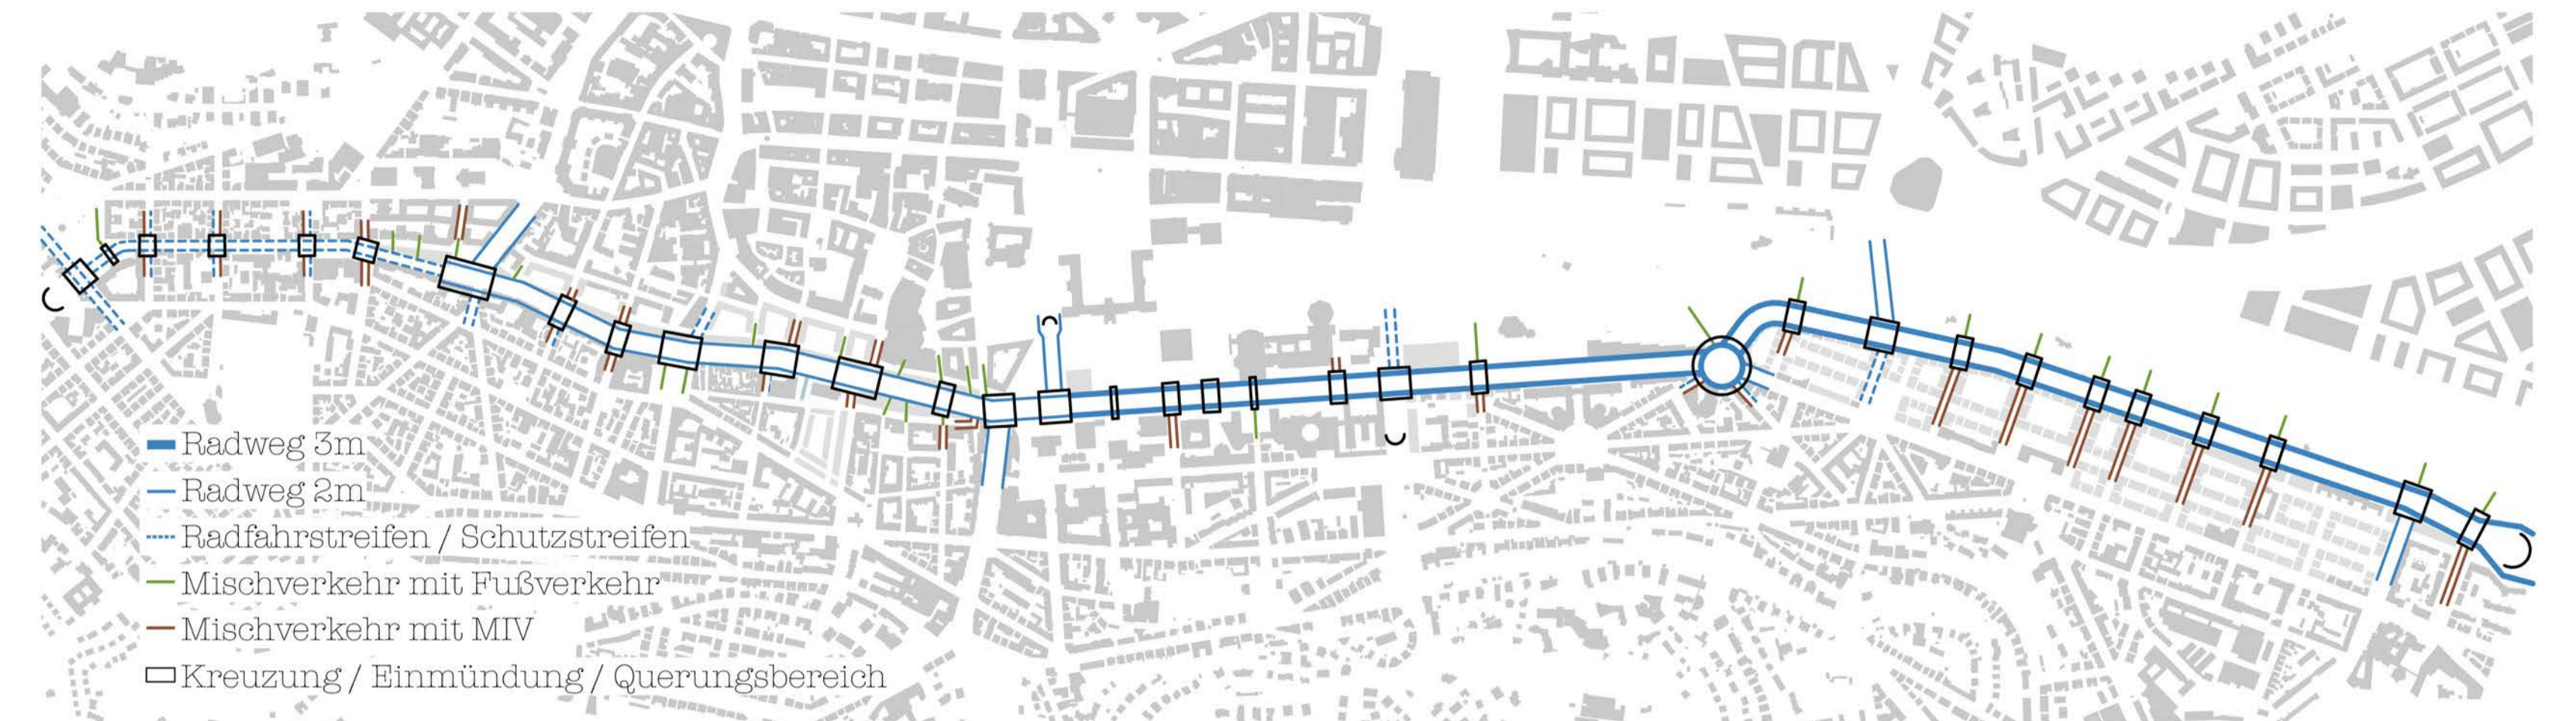 Radweg 3m
Radweg 2m
Radfahrstreifen / Schutzstreifen
Mischverkehr mit Fußverkehr
Mischverkehr mit MIV
Kreuzung / Einmündung / Querungsbereich